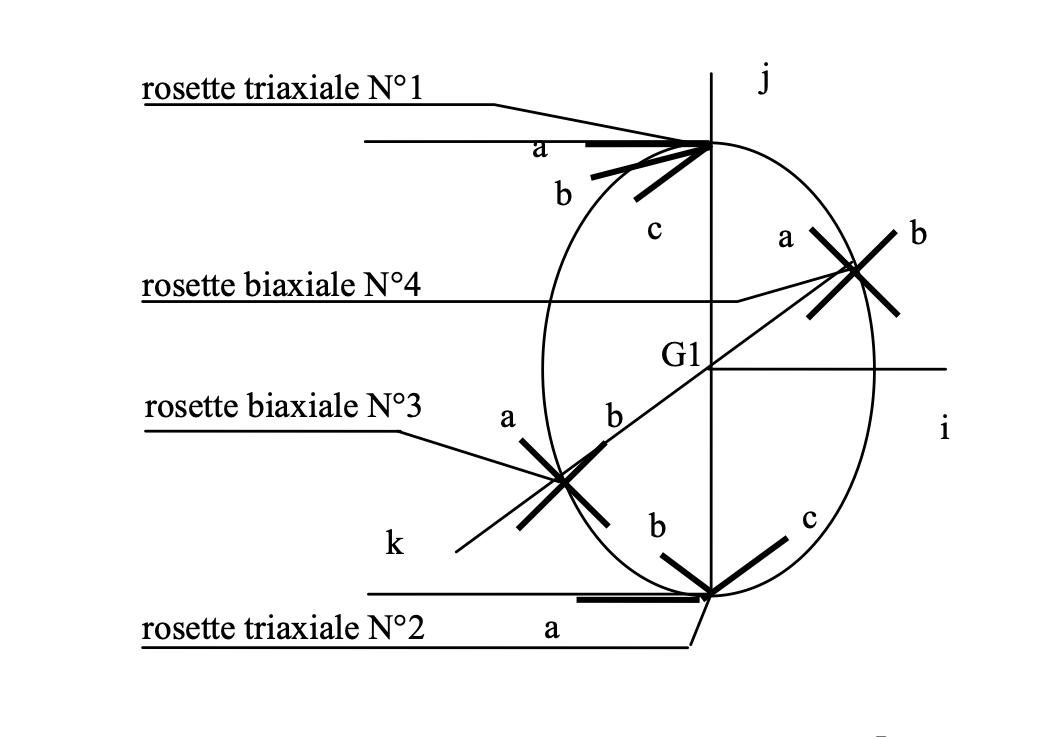 j
rosette triaxiale N°1
a
b
c
a
b
rosette biaxiale N°4
G1
rosette biaxiale N°3
a
b
i
k
b
c
rosette triaxiale N°2
a